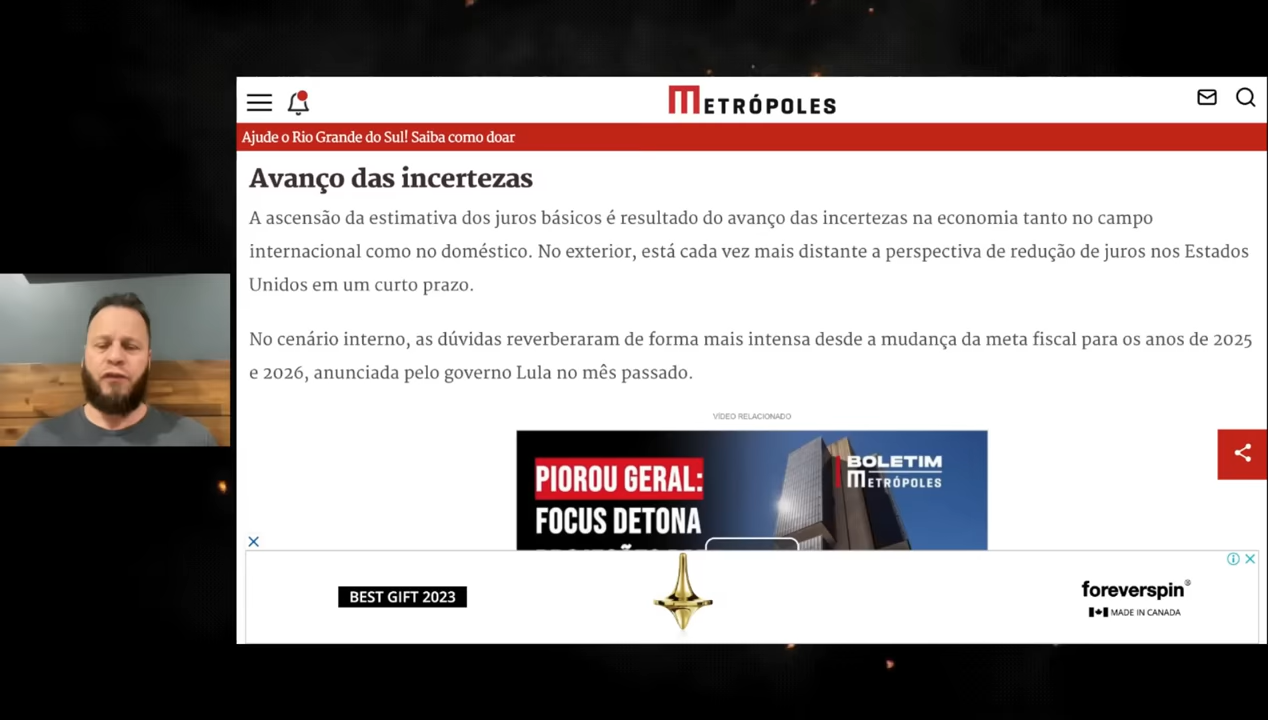 METRÓPOLES
Ajude o Rio Grande do Sul! Saiba como doar
Avanço das incertezas
A ascensão da estimativa dos juros básicos é resultado do avanço das incertezas na economia tanto no campo
internacional como no doméstico. No exterior, está cada vez mais distante a perspectiva de redução de juros nos Estados
Unidos em um curto prazo.
No cenário interno, as dúvidas reverberaram de forma mais intensa desde a mudança da meta fiscal para os anos de 2025
e 2026, anunciada pelo governo Lula no mês passado.
VÍDEO RELACIONADO
PIOROU GERAL:
FOCUS DETONA
BOLETIM
METRÓPOLES
BEST GIFT 2023
foreverspin®
MADE IN CANADA